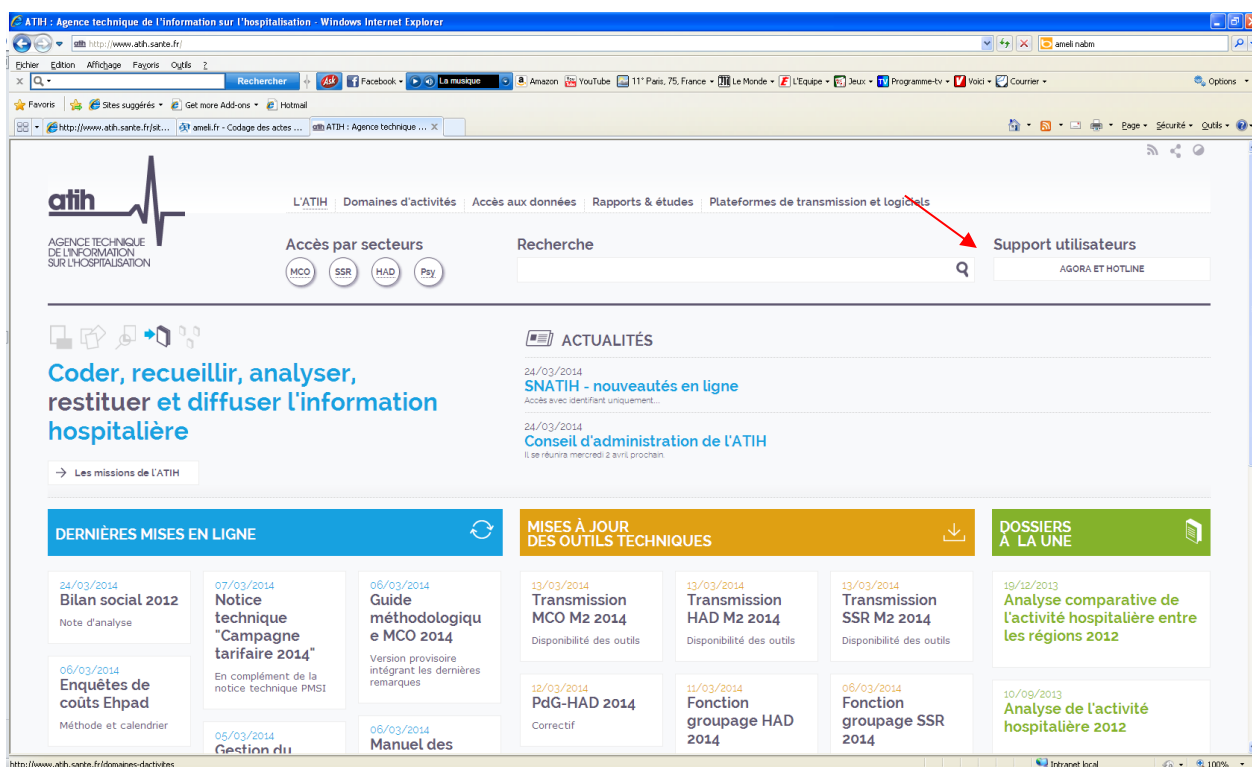 ATIH : Agence technique de l'information sur l'hospitalisation - Windows Internet Explorer
http://www.atih.sante.fr/
ameli nabm
Fichier Edition Affichage Favoris Outils ?
Rechercher
Ask
Facebook
La musique
Amazon
YouTube
11° Paris, 75, France
Le Monde
L'Equipe
Jeux
Programme-tv
Voici
Courrier
Options
Favoris
Sites suggérés
Get more Add-ons
Hotmail
http://www.atih.sante.fr/sit...
ameli.fr - Codage des actes ...
ATIH : Agence technique ...
Page
Sécurité
Outils
atih
AGENCE TECHNIQUE
DE L'INFORMATION
SUR L'HOSPITALISATION
L'ATIH
Domaines d'activités
Accès aux données
Rapports & études
Plateformes de transmission et logiciels
Accès par secteurs
MCO
SSR
HAD
Psy
Recherche
Support utilisateurs
AGORA ET HOTLINE
Coder, recueillir, analyser,
restituer et diffuser l'information
hospitalière
Les missions de l'ATIH
ACTUALITÉS
24/03/2014
SNATIH - nouveautés en ligne
Accès avec identifiant uniquement...
24/03/2014
Conseil d'administration de l'ATIH
Il se réunira mercredi 2 avril prochain.
DERNIÈRES MISES EN LIGNE
24/03/2014
Bilan social 2012
Note d'analyse
06/03/2014
Enquêtes de
coûts Ehpad
Méthode et calendrier
07/03/2014
Notice
technique
"Campagne
tarifaire 2014"
En complément de la
notice technique PMSI
05/03/2014
Gestion du
06/03/2014
Guide
méthodologiqu
e MCO 2014
Version provisoire
intégrant les dernières
remarques
06/03/2014
Manuel des
MISES À JOUR
DES OUTILS TECHNIQUES
13/03/2014
Transmission
MCO M2 2014
Disponibilité des outils
12/03/2014
PdG-HAD 2014
Correctif
13/03/2014
Transmission
HAD M2 2014
Disponibilité des outils
11/03/2014
Fonction
groupage HAD
2014
13/03/2014
Transmission
SSR M2 2014
Disponibilité des outils
06/03/2014
Fonction
groupage SSR
2014
DOSSIERS
À LA UNE
19/12/2013
Analyse comparative de
l'activité hospitalière entre
les régions 2012
10/09/2013
Analyse de l'activité
hospitalière 2012
http://www.atih.sante.fr/domaines-dactivites
Intranet local
100%